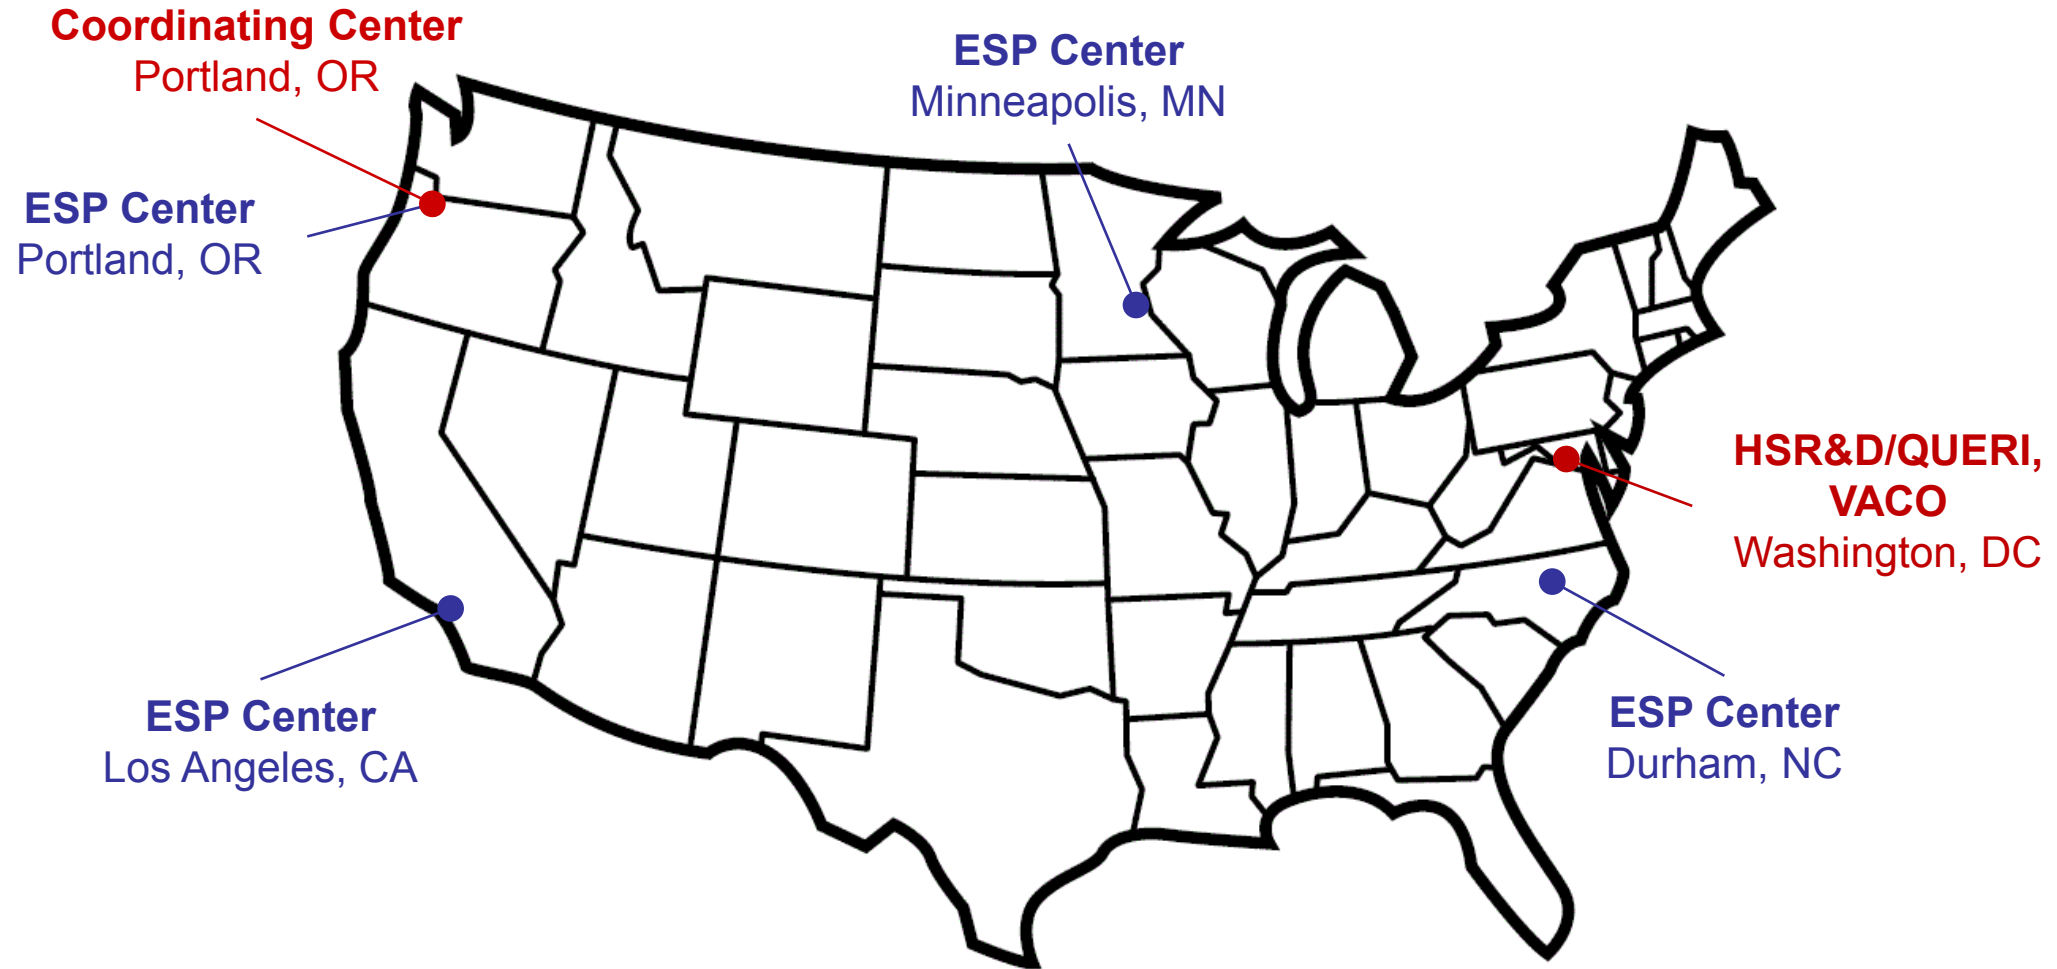 Coordinating Center
Portland, OR
ESP Center
Minneapolis, MN
ESP Center
Portland, OR
HSR&D/QUERI,
VACO
Washington, DC
ESP Center
Los Angeles, CA
ESP Center
Durham, NC